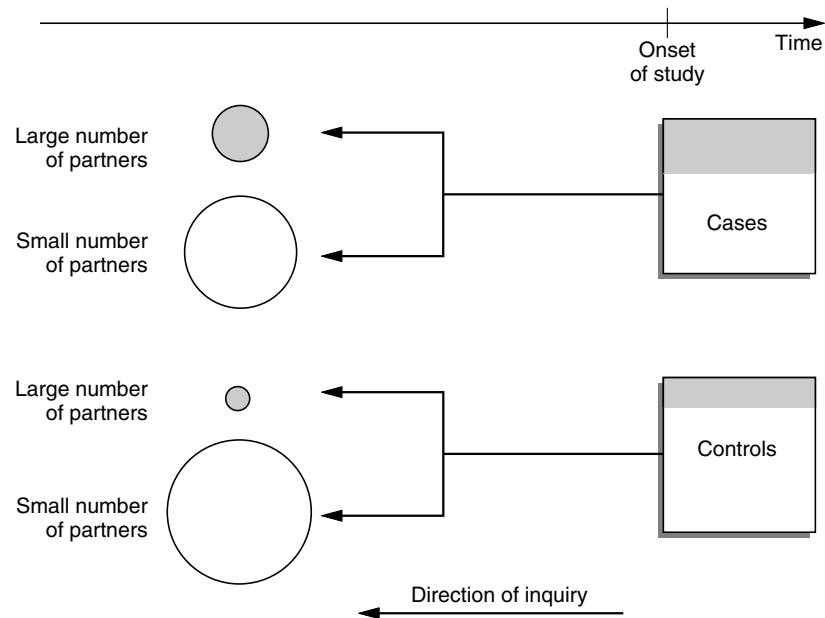 Time
Onset
of study
Large number
of partners
Small number
of partners
Cases
Large number
of partners
Small number
of partners
Controls
Direction of inquiry